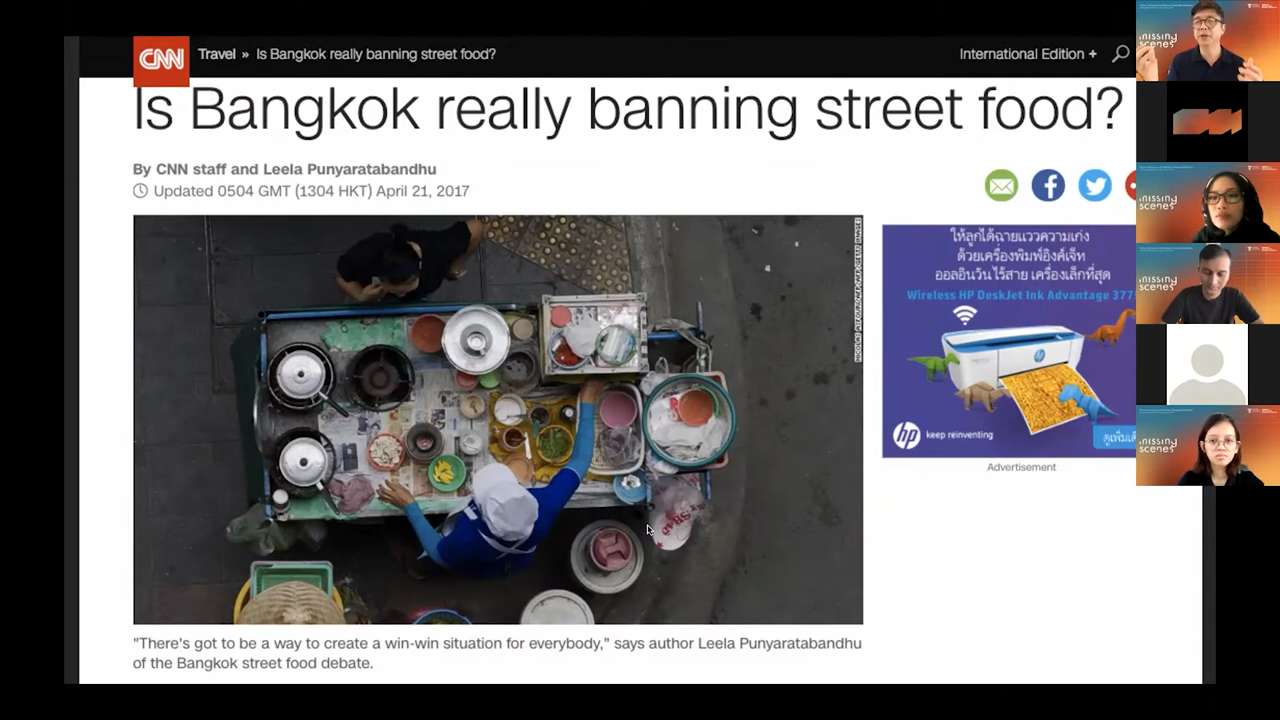 CNN
Travel » Is Bangkok really banning street food?
International Edition +
Is Bangkok really banning street food?
By CNN staff and Leela Punyaratabandhu
Updated 0504 GMT (1304 HKT) April 21, 2017
ให้ลูกได้ฉายแววความเก่ง
ด้วยเครื่องพิมพ์อิงค์เจ็ท
ออลอินวัน ไร้สาย เครื่องเล็กที่สุด
Wireless HP DeskJet Ink Advantage 377
hp keep reinventing
Advertisement
"There's got to be a way to create a win-win situation for everybody," says author Leela Punyaratabandhu
of the Bangkok street food debate.
missing
scenes
missing
scenes
missing
scenes
missing
scenes